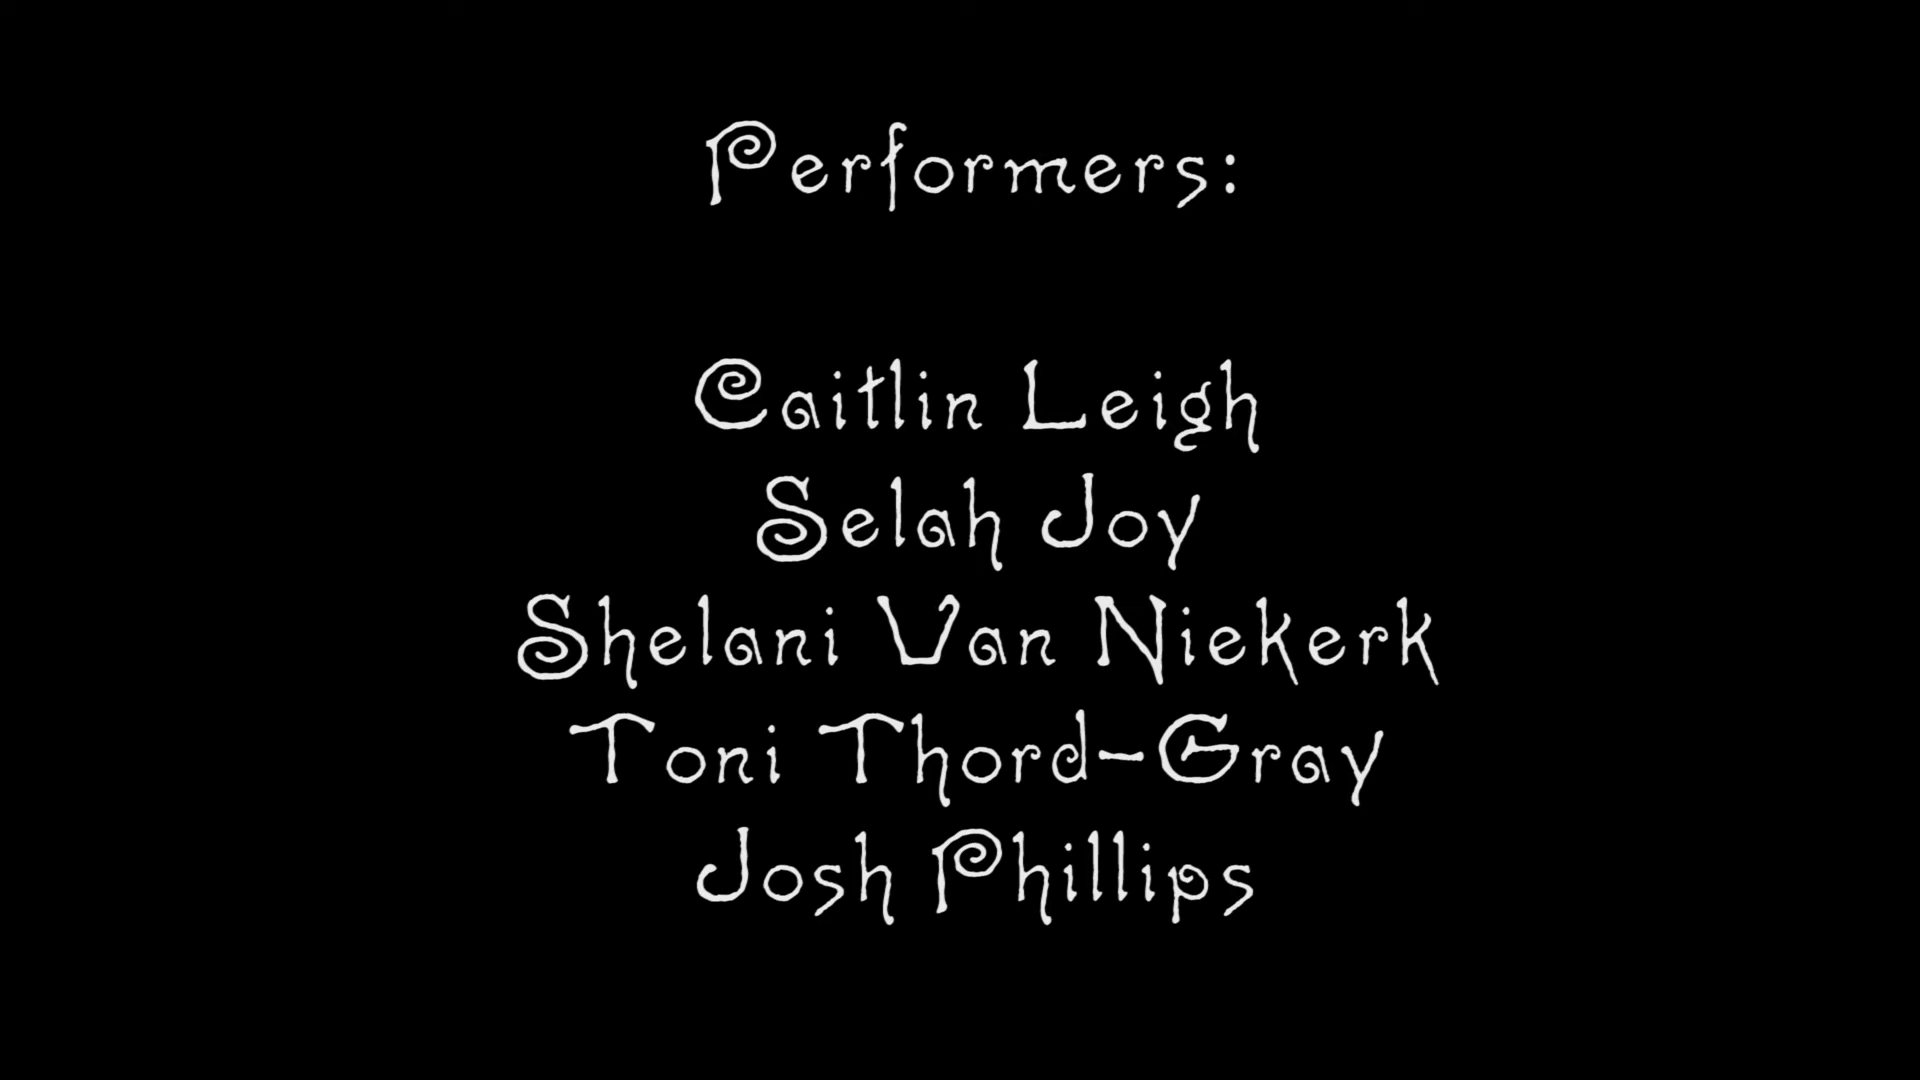 Performers:
Caitlin Leigh
Selah Joy
Shelani Van Niekerk
Toni Thord-Gray
Josh Phillips